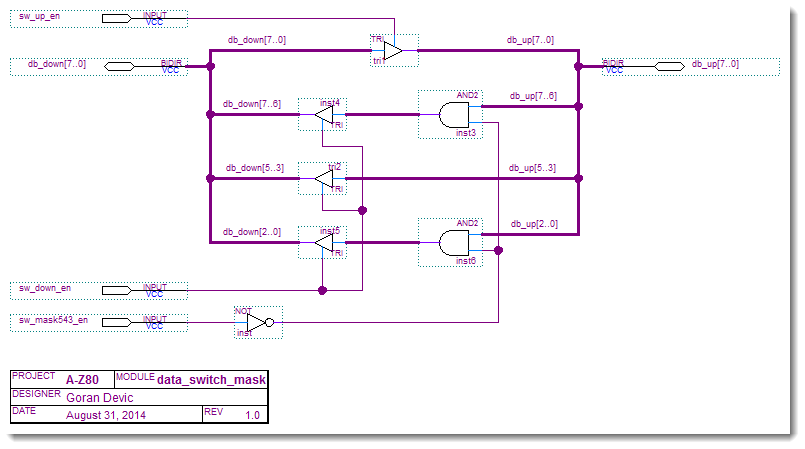 sw_up_en INPUT VCC
db_down[7..0] TRI db_up[7..0]
tri1
db_down[7..0] BIDIR VCC BIDIR VCC db_up[7..0]
db_down[7..6] inst4 TRI AND2 inst3 db_up[7..6]
db_down[5..3] tri2 TRI db_up[5..3]
db_down[2..0] inst5 TRI AND2 inst6 db_up[2..0]
sw_down_en INPUT VCC
sw_mask543_en INPUT VCC NOT inst
PROJECT A-Z80 MODULE data_switch_mask
DESIGNER Goran Devic
DATE August 31, 2014 REV 1.0